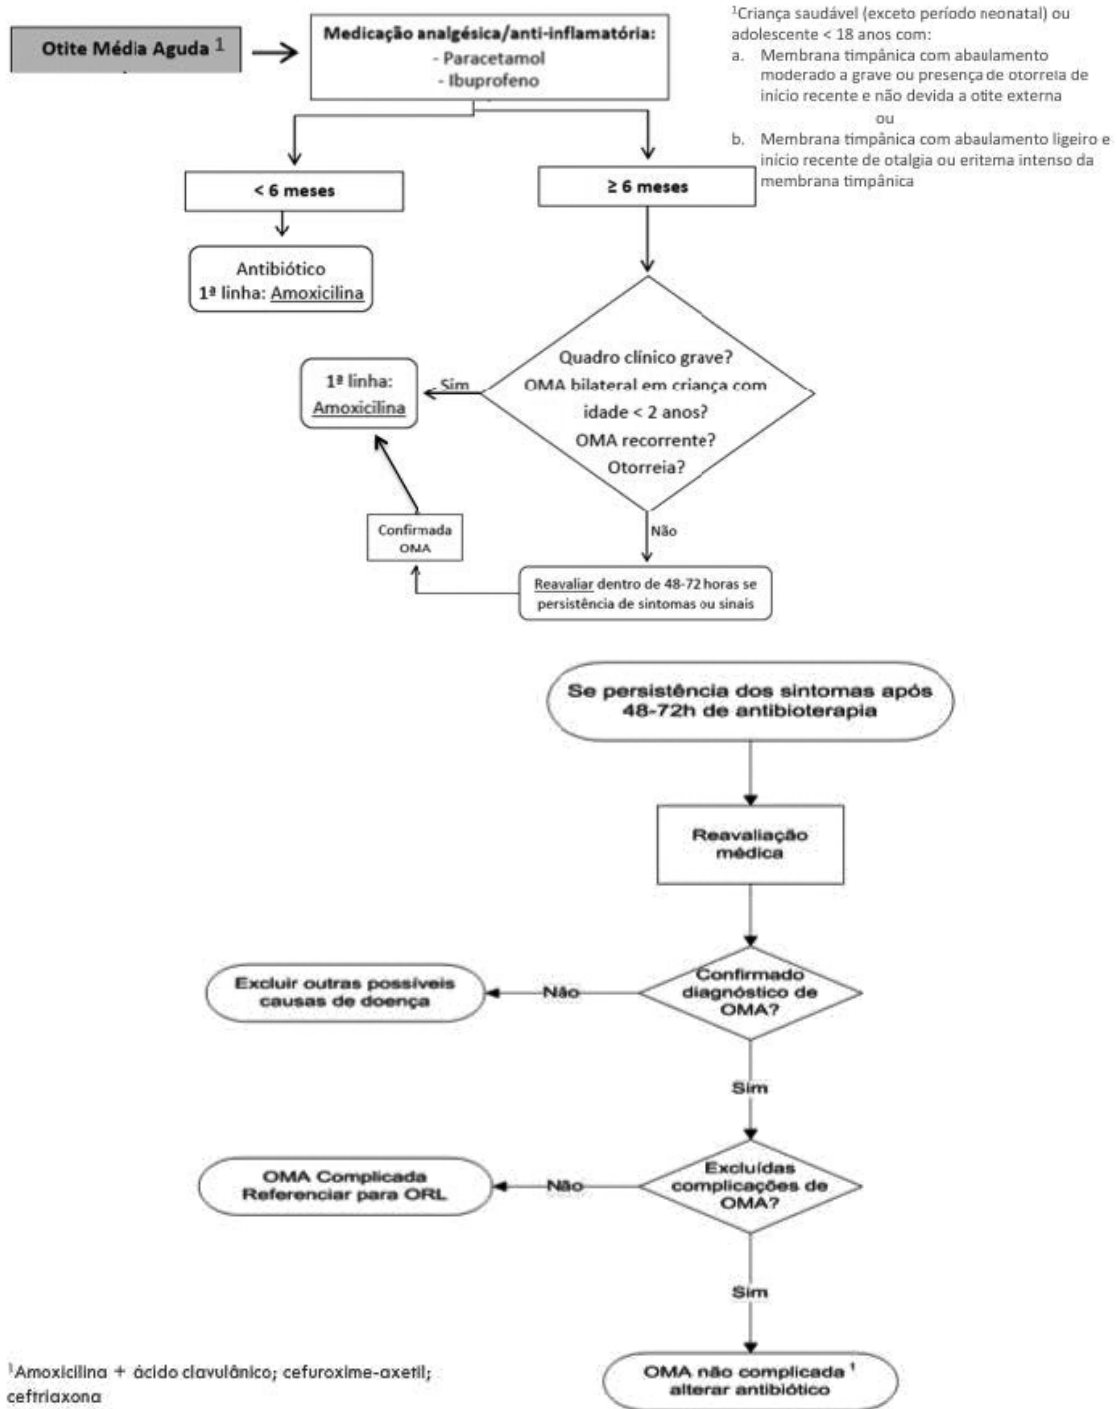 Otite Média Aguda 1
Medicação analgésica/anti-inflamatória:
- Paracetamol
- Ibuprofeno
1Criança saudável (exceto período neonatal) ou
adolescente < 18 anos com:
a. Membrana timpânica com abaulamento
moderado a grave ou presença de otorreia de
início recente e não devida a otite externa
ou
b. Membrana timpânica com abaulamento ligeiro e
início recente de otalgia ou eritema intenso da
membrana timpânica
< 6 meses
≥ 6 meses
Antibiótico
1ª linha: Amoxicilina
Quadro clínico grave?
OMA bilateral em criança com
idade < 2 anos?
OMA recorrente?
Otorreia?
Sim
1ª linha:
Amoxicilina
Não
Confirmada
OMA
Reavaliar dentro de 48-72 horas se
persistência de sintomas ou sinais
Se persistência dos sintomas após
48-72h de antibioterapia
Reavaliação
médica
Confirmado
diagnóstico de
OMA?
Não
Excluir outras possíveis
causas de doença
Sim
Excluídas
complicações de
OMA?
Não
OMA Complicada
Referenciar para ORL
Sim
OMA não complicada 1
alterar antibiótico
1Amoxicilina + ácido clavulânico; cefuroxime-axetil;
ceftriaxona